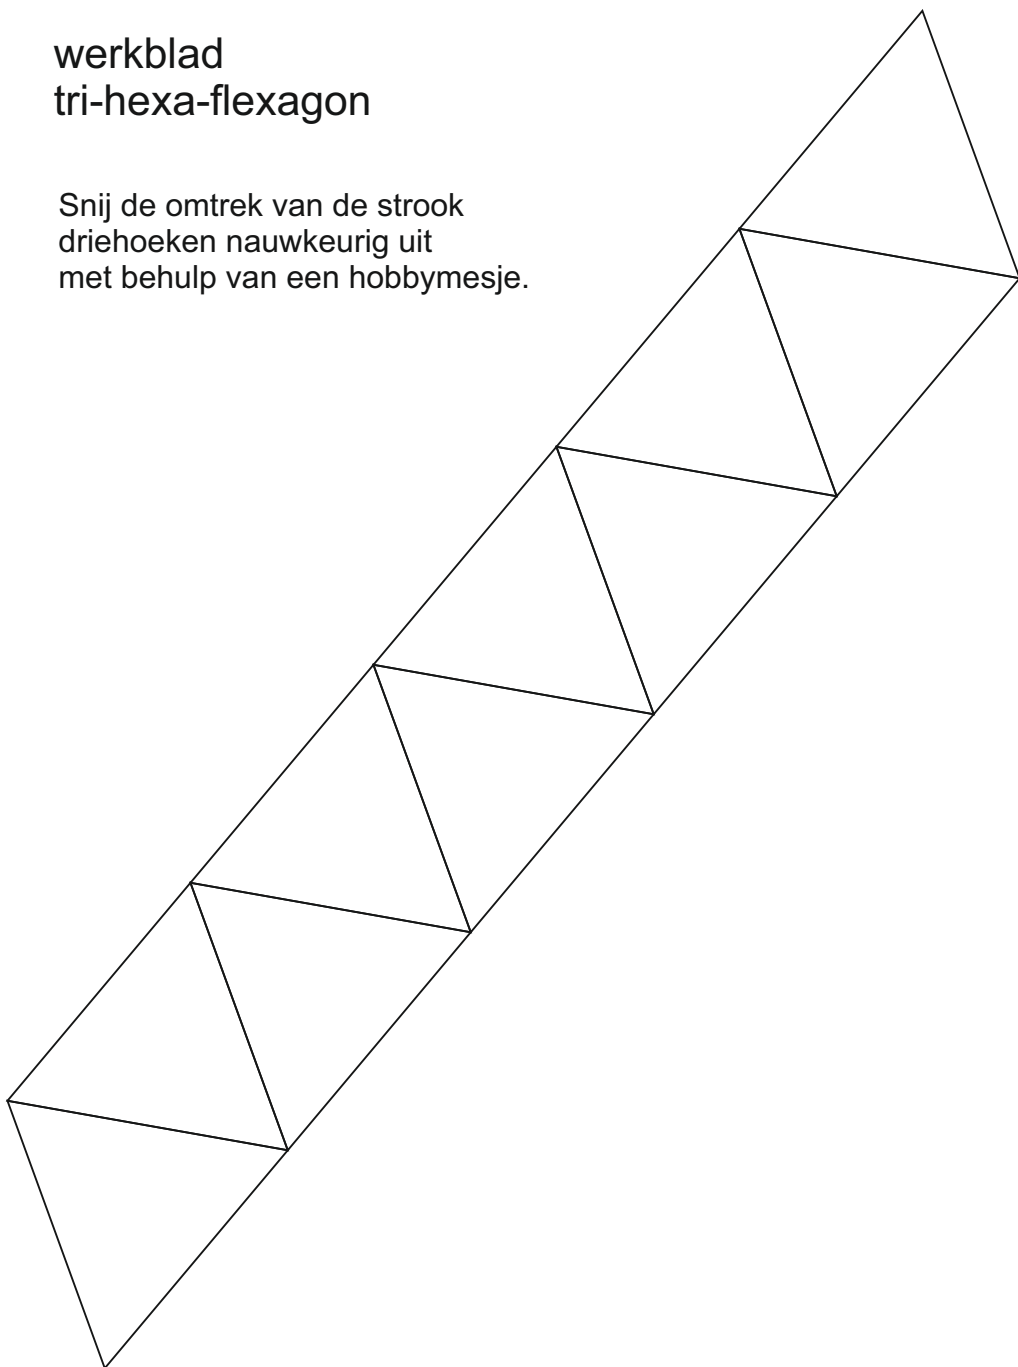 werkblad
tri-hexa-flexagon
Snij de omtrek van de strook
driehoeken nauwkeurig uit
met behulp van een hobbymesje.